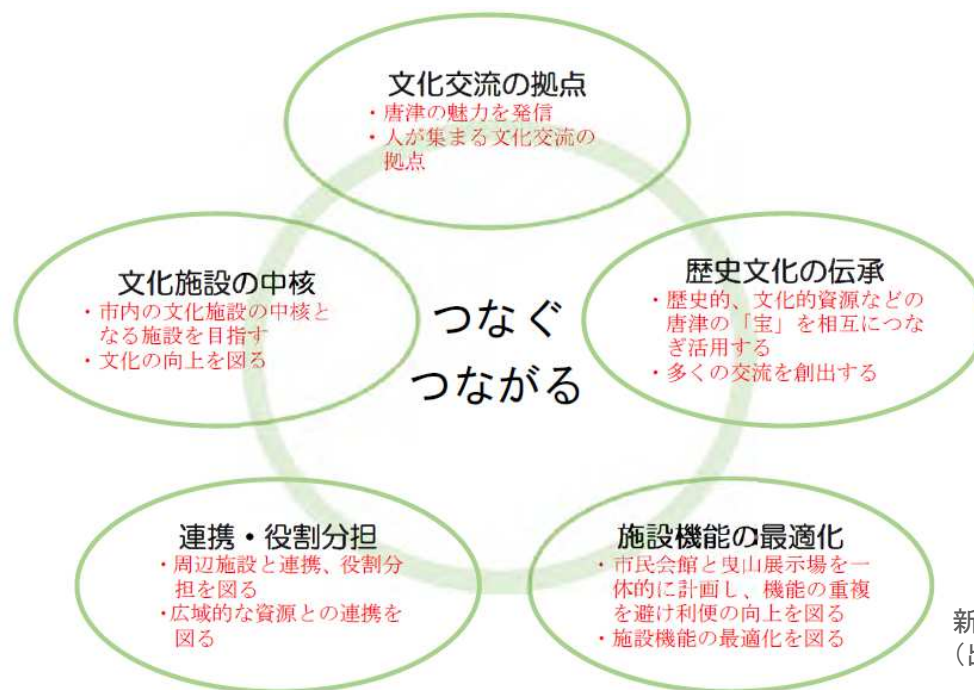 文化交流の拠点
・唐津の魅力を発信
・人が集まる文化交流の
拠点
文化施設の中核
・市内の文化施設の中核と
なる施設を目指す
・文化の向上を図る
つなぐ
つながる
歴史文化の伝承
・歴史的、文化的資源などの
唐津の「宝」を相互につな
ぎ活用する
・多くの交流を創出する
連携・役割分担
・周辺施設と連携、役割分
担を図る
・広域的な資源との連携を
図る
施設機能の最適化
・市民会館と曳山展示場を一
体的に計画し、機能の重複
を避け利便の向上を図る
・施設機能の最適化を図る
新
（出